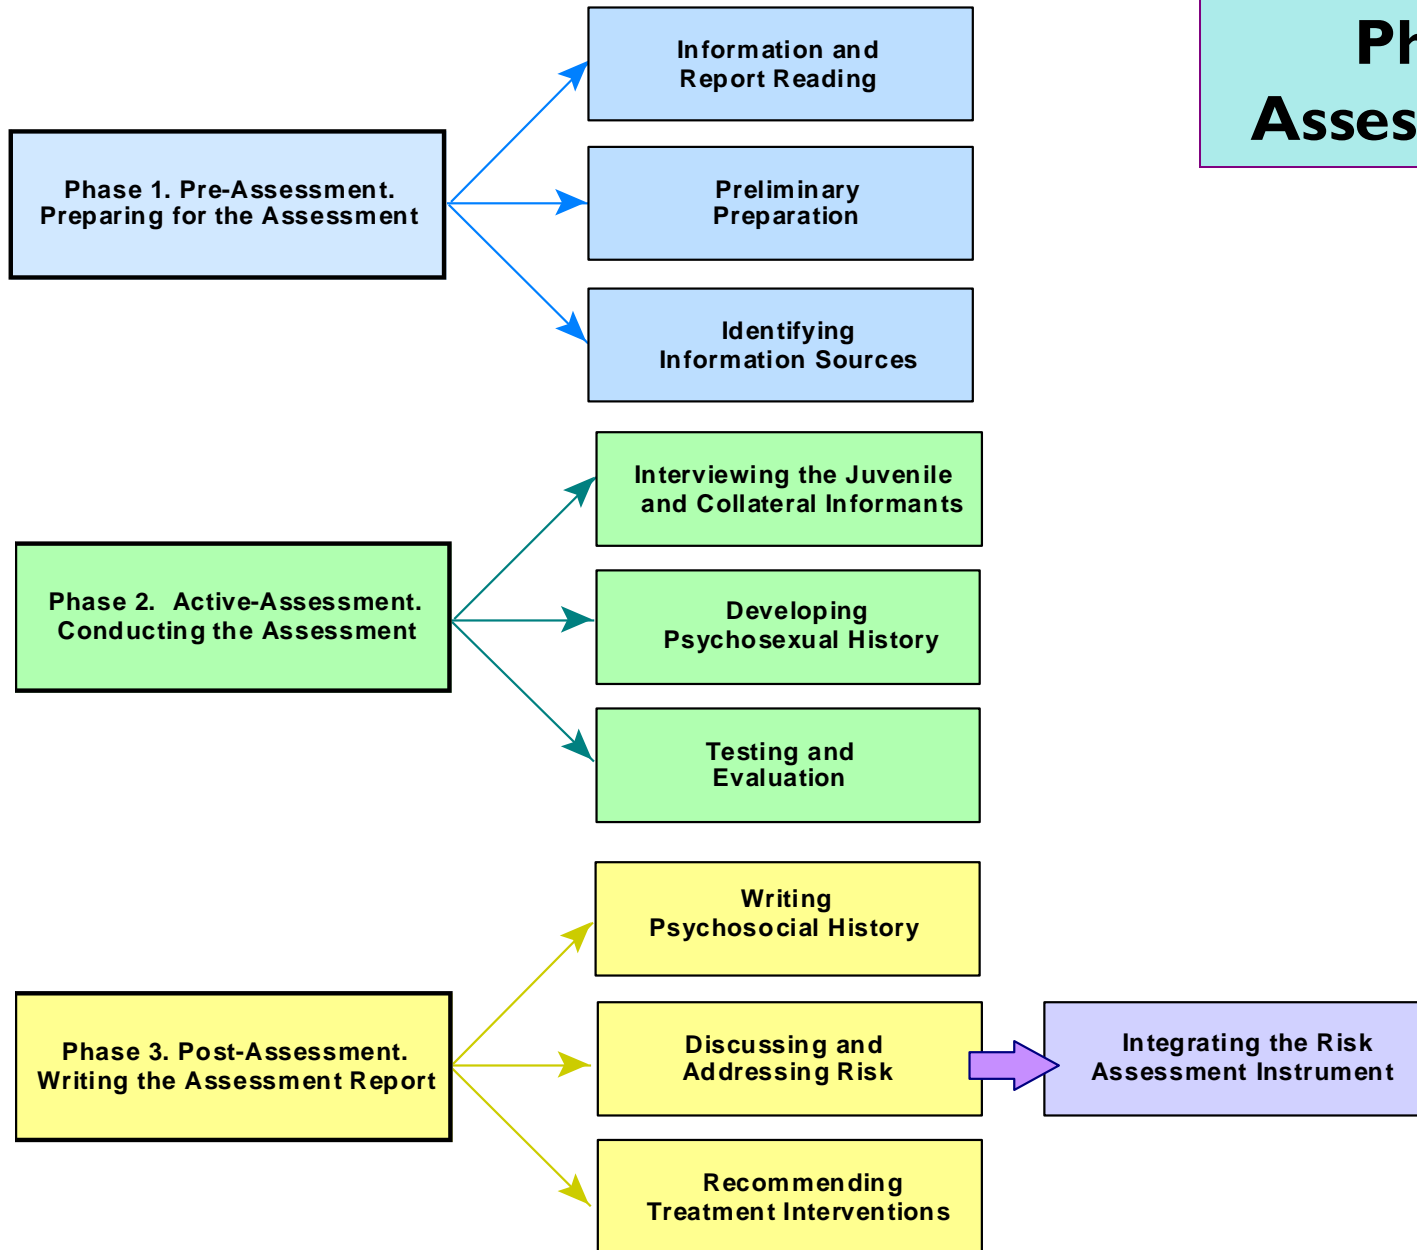 Ph
Asses
Information and
Report Reading
Phase 1. Pre-Assessment.
Preparing for the Assessment
Preliminary
Preparation
Identifying
Information Sources
Interviewing the Juvenile
and Collateral Informants
Phase 2.  Active-Assessment.
Conducting the Assessment
Developing
Psychosexual History
Testing and
Evaluation
Writing
Psychosocial History
Phase 3. Post-Assessment.
Writing the Assessment Report
Discussing and
Addressing Risk
Integrating the Risk
Assessment Instrument
Recommending
Treatment Interventions